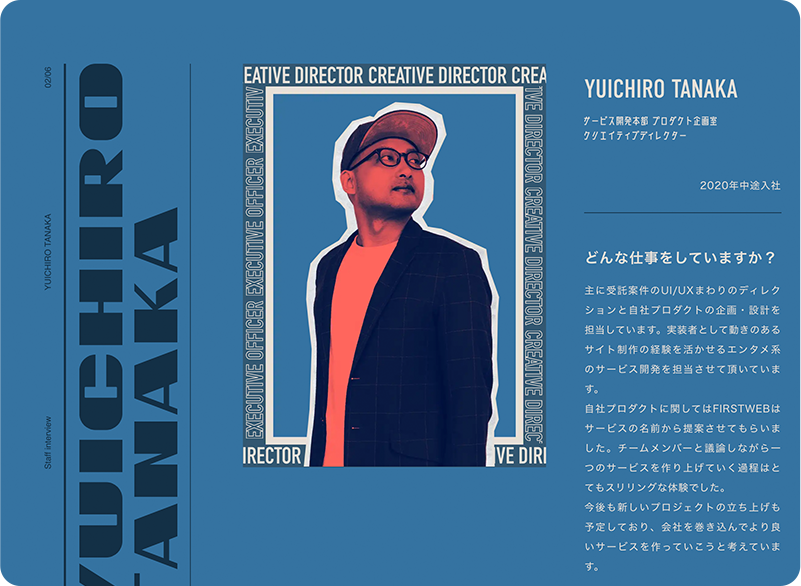 02/06
YUICHIRO TANAKA
Staff interview
YUICHIRO
TANAKA
EATIVE DIRECTOR CREATIVE DIRECTOR CREA
EXECUTIVE OFFICER EXECUTIVE OFFICER EXECUTIV
TIVE DIRECTOR CREATIVE DIRECTOR CREATIVE DIREC
IRECTOR
VE DIRI
YUICHIRO TANAKA
サービス開発本部 プロダクト企画室
クリエイティブディレクター
2020年中途入社
どんな仕事をしていますか？
主に受託案件のUI/UXまわりのディレク
ションと自社プロダクトの企画・設計を
担当しています。実装者として動きのある
サイト制作の経験を活かせるエンタメ系
のサービス開発を担当させて頂いていま
す。
自社プロダクトに関してはFIRSTWEBは
サービスの名前から提案させてもらいま
した。チームメンバーと議論しながら一
つのサービスを作り上げていく過程はと
てもスリリングな体験でした。
今後も新しいプロジェクトの立ち上げも
予定しており、会社を巻き込んでより良
いサービスを作っていこうと考えていま
す。